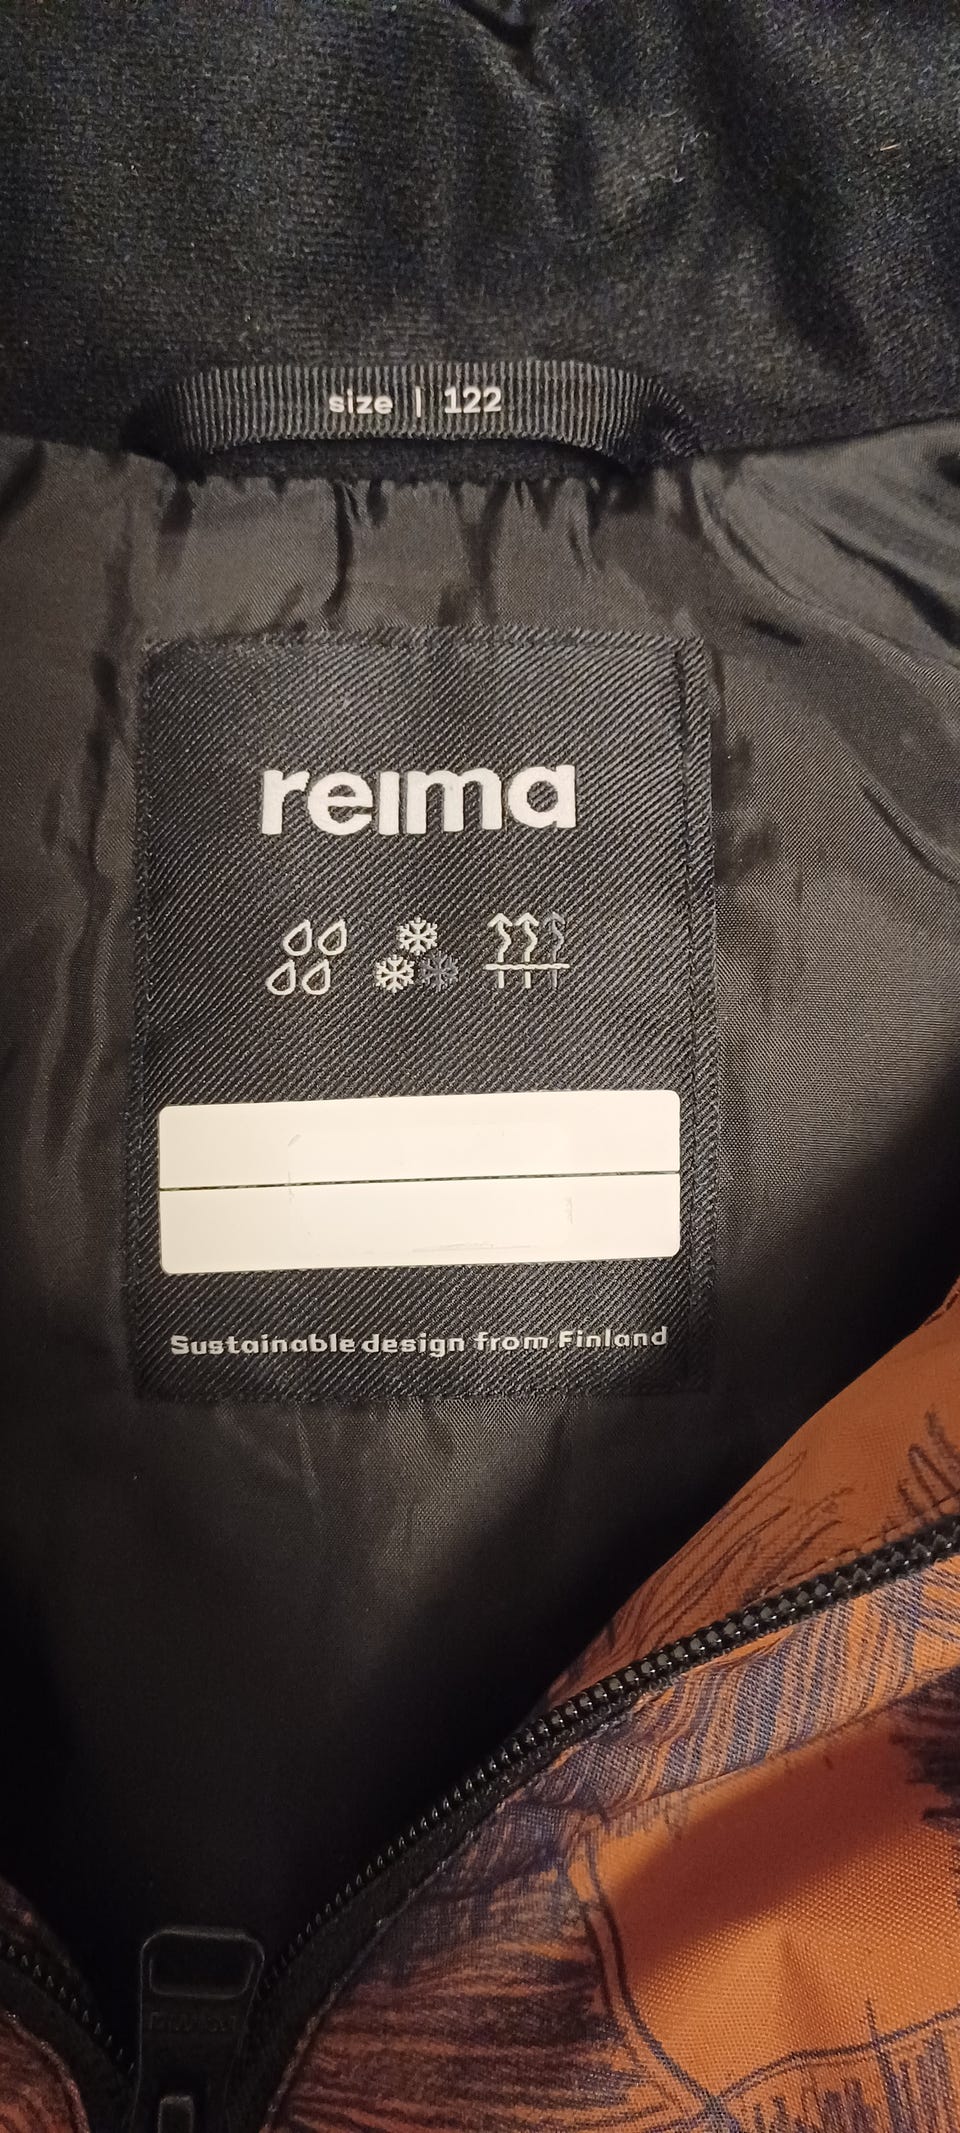 size | 122
reima
Sustainable design from Finland